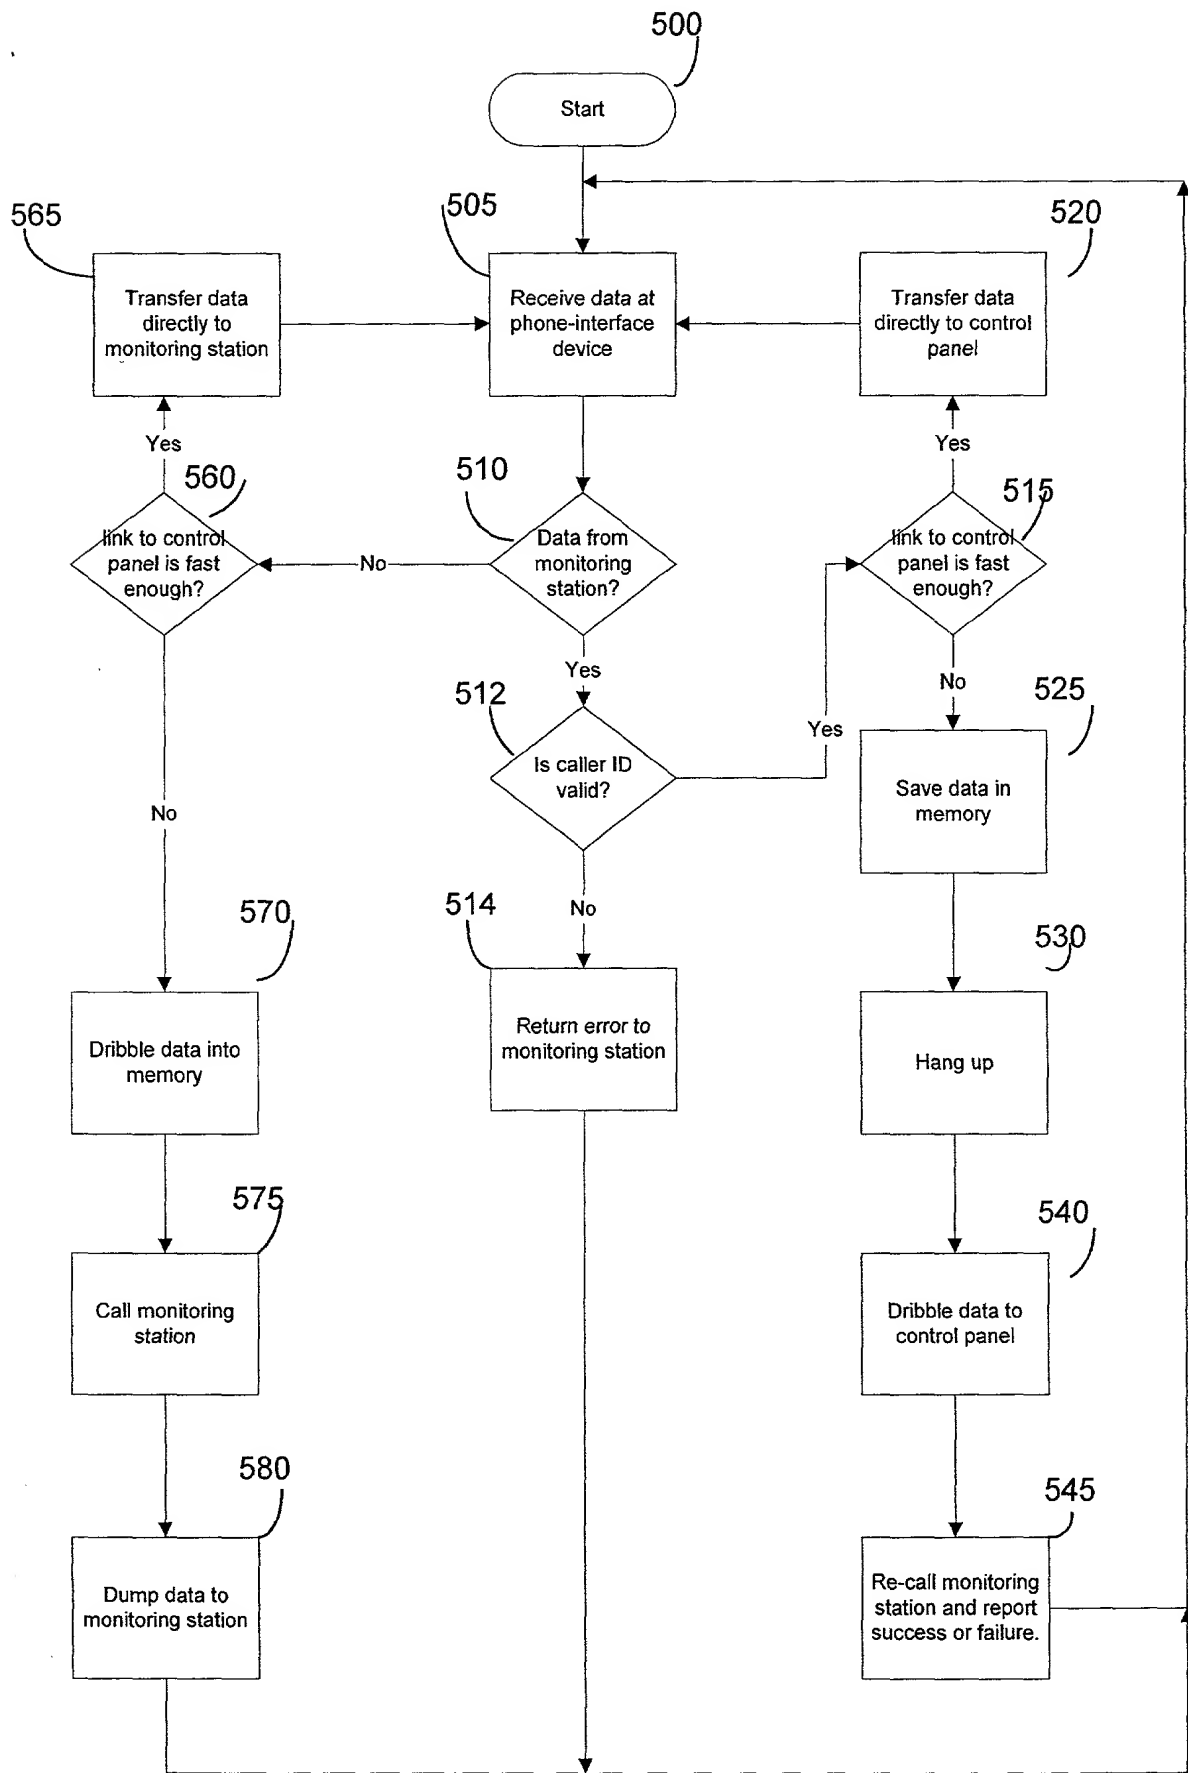 500
Start
565
505
520
Transfer data
directly to
monitoring station
Receive data at
phone-interface
device
Transfer data
directly to control
panel
Yes
Yes
560
510
515
link to control
panel is fast
enough?
No
Data from
monitoring
station?
link to control
panel is fast
enough?
Yes
No
512
525
Yes
Is caller ID
valid?
Save data in
memory
No
570
514
No
530
Dribble data into
memory
Return error to
monitoring station
Hang up
575
540
Call monitoring
station
Dribble data to
control panel
580
545
Dump data to
monitoring station
Re-call monitoring
station and report
success or failure.